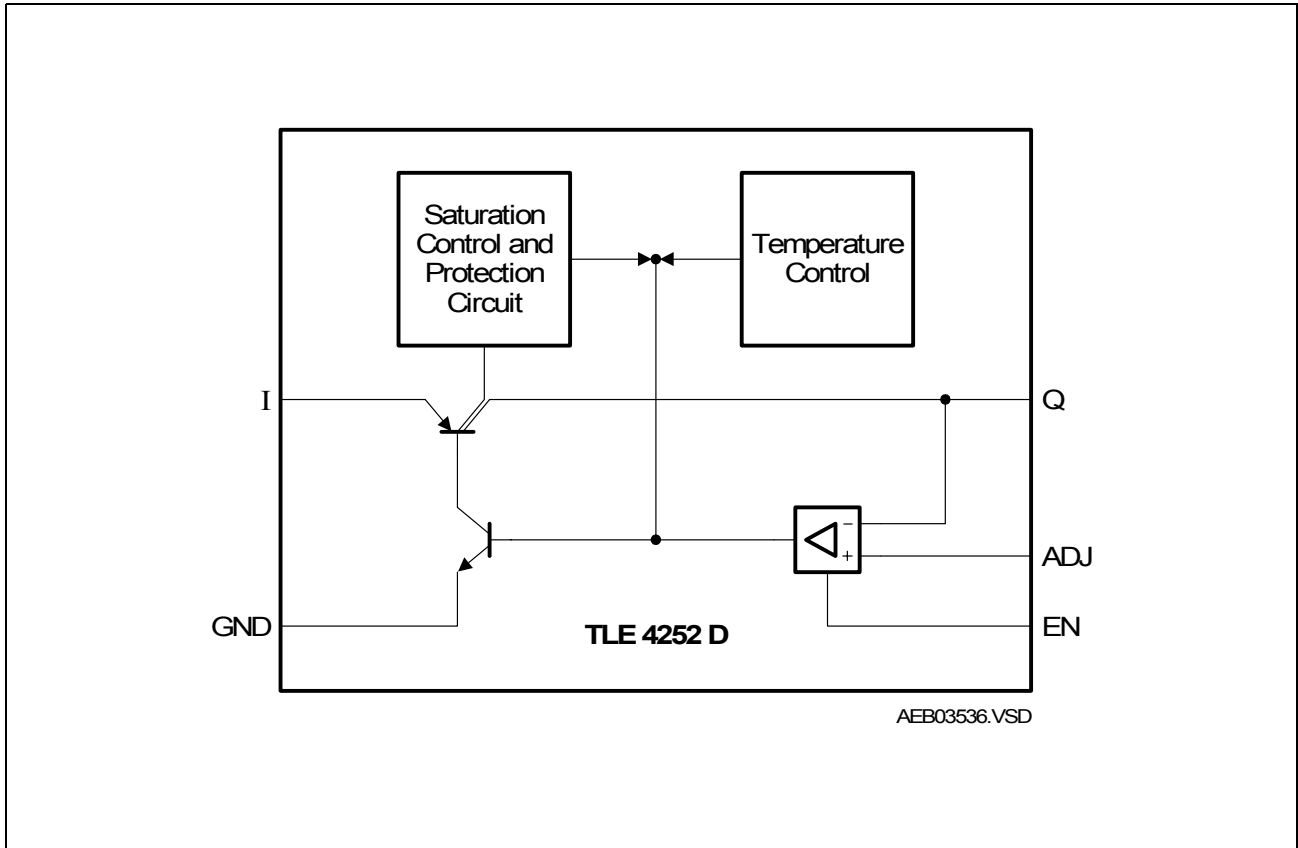 Saturation
Control and
Protection
Circuit
Temperature
Control
I
Q
−
+
ADJ
GND
EN
TLE 4252 D
AEB03536.VSD